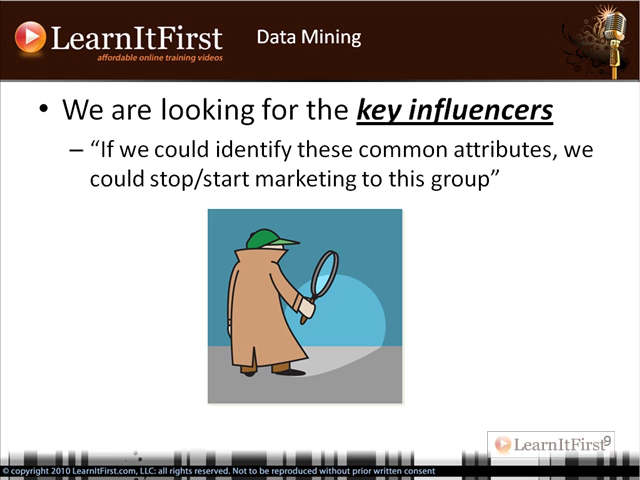 LearnItFirst
affordable online training videos
Data Mining
• We are looking for the key influencers
– “If we could identify these common attributes, we
could stop/start marketing to this group”
LearnItFirst
9
© copyright 2010 LearnItFirst.com, LLC: all rights reserved. Not to be reproduced without prior written consent